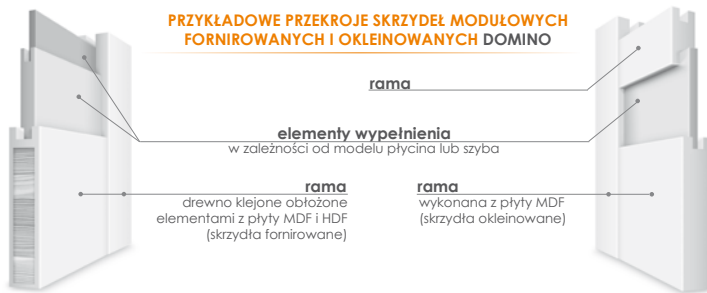 PRZYKŁADOWE PRZEKROJE SKRZYDEŁ MODUŁOWYCH
FORNIROWANYCH I OKLEINOWANYCH DOMINO
rama
elementy wypełnienia
w zależności od modelu płycina lub szyba
rama
drewno klejone obłożone
elementami z płyty MDF i HDF
(skrzydła fornirowane)
rama
wykonana z płyty MDF
(skrzydła okleinowane)